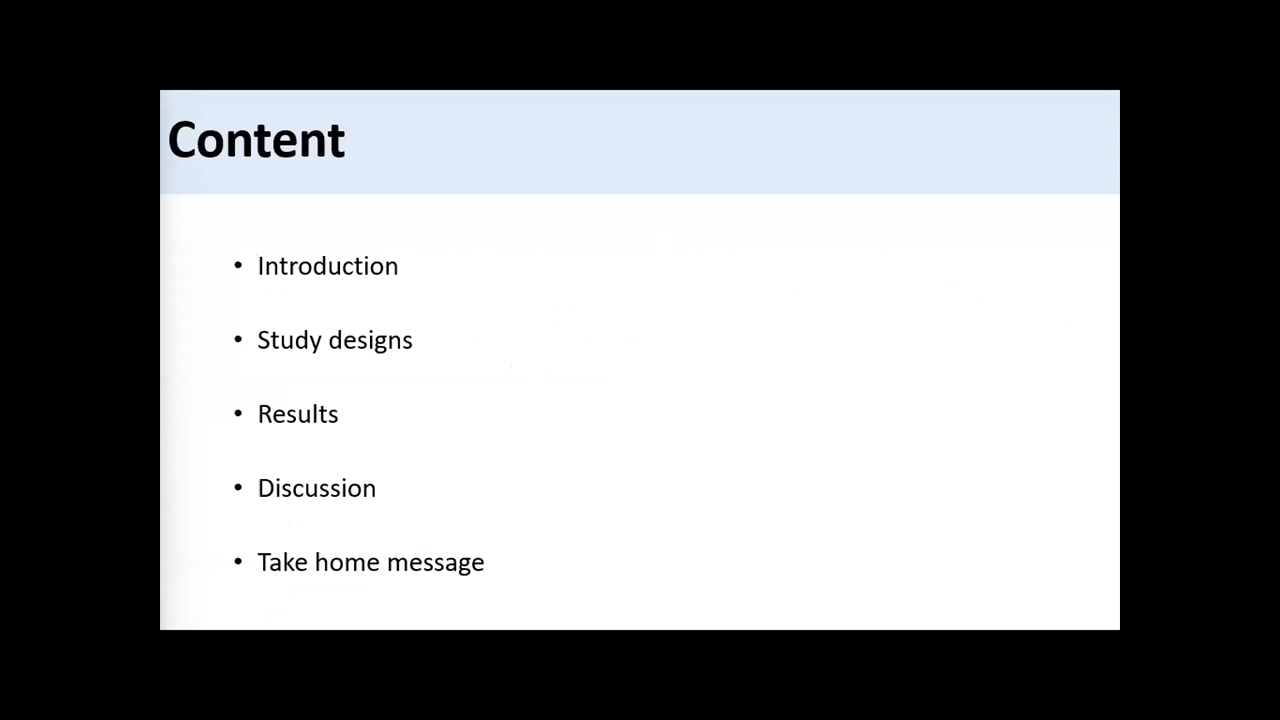 Content
• Introduction
• Study designs
• Results
• Discussion
• Take home message